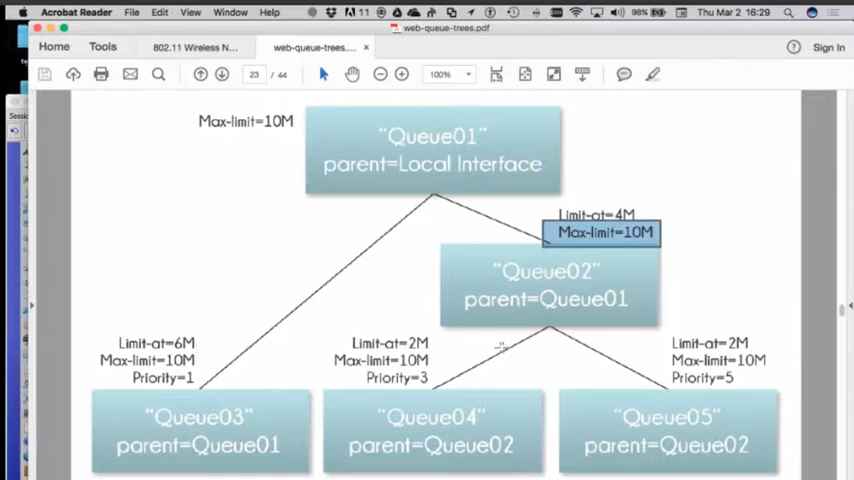 Acrobat Reader File Edit View Window Help
11
98%
Thu Mar 2 16:29
web-queue-trees.pdf
Home Tools 802.11 Wireless N... web-queue-trees.... × ? Sign In
23 / 44 100%
Sessi
Max-limit=10M
"Queue01"
parent=Local Interface
Limit-at=4M
Max-limit=10M
"Queue02"
parent=Queue01
Limit-at=6M
Max-limit=10M
Priority=1
Limit-at=2M
Max-limit=10M
Priority=3
Limit-at=2M
Max-limit=10M
Priority=5
"Queue03"
parent=Queue01
"Queue04"
parent=Queue02
"Queue05"
parent=Queue02